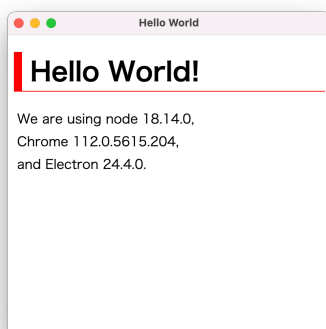 Hello World
Hello World!
We are using node 18.14.0,
Chrome 112.0.5615.204,
and Electron 24.4.0.